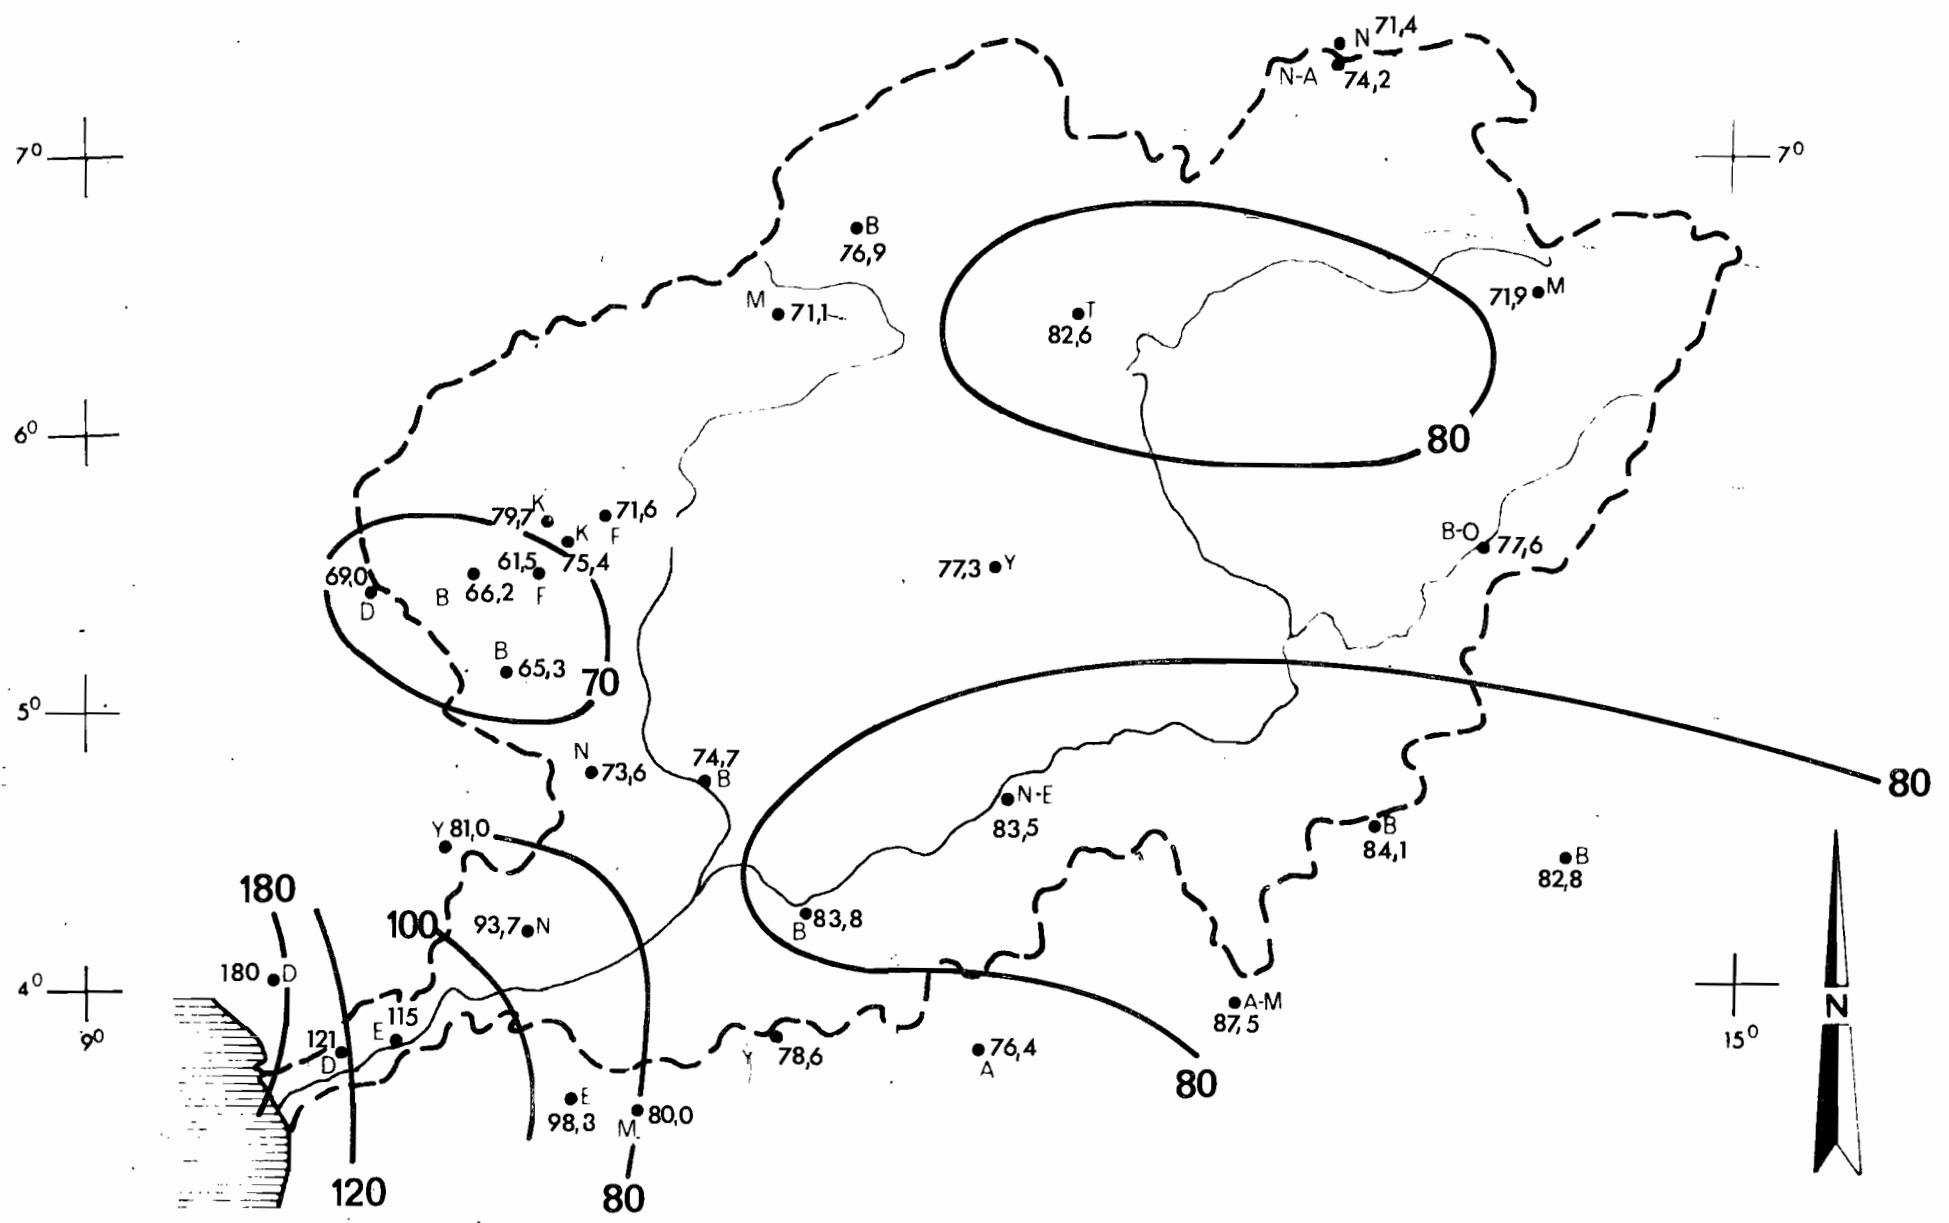 N 71,4
N-A 74,2
7° 7°
B
76,9
M 71,1
T
82,6
M
71,9
80
6°
K
79,7
71,6
F
K
75,4
61,5
F
B-O 77,6
77,3 Y
69,0
D
B 66,2
B
65,3
70
5°
N
73,6
74,7
B
80
N-E
83,5
Y 81,0
B
84,1
B
82,8
180
100
93,7 N
83,8
B
180 D
4°
A-M
87,5
N
115
E
121
D
9°
15°
Y 78,6
76,4
A
80
E
98,3
80,0
M
120
80